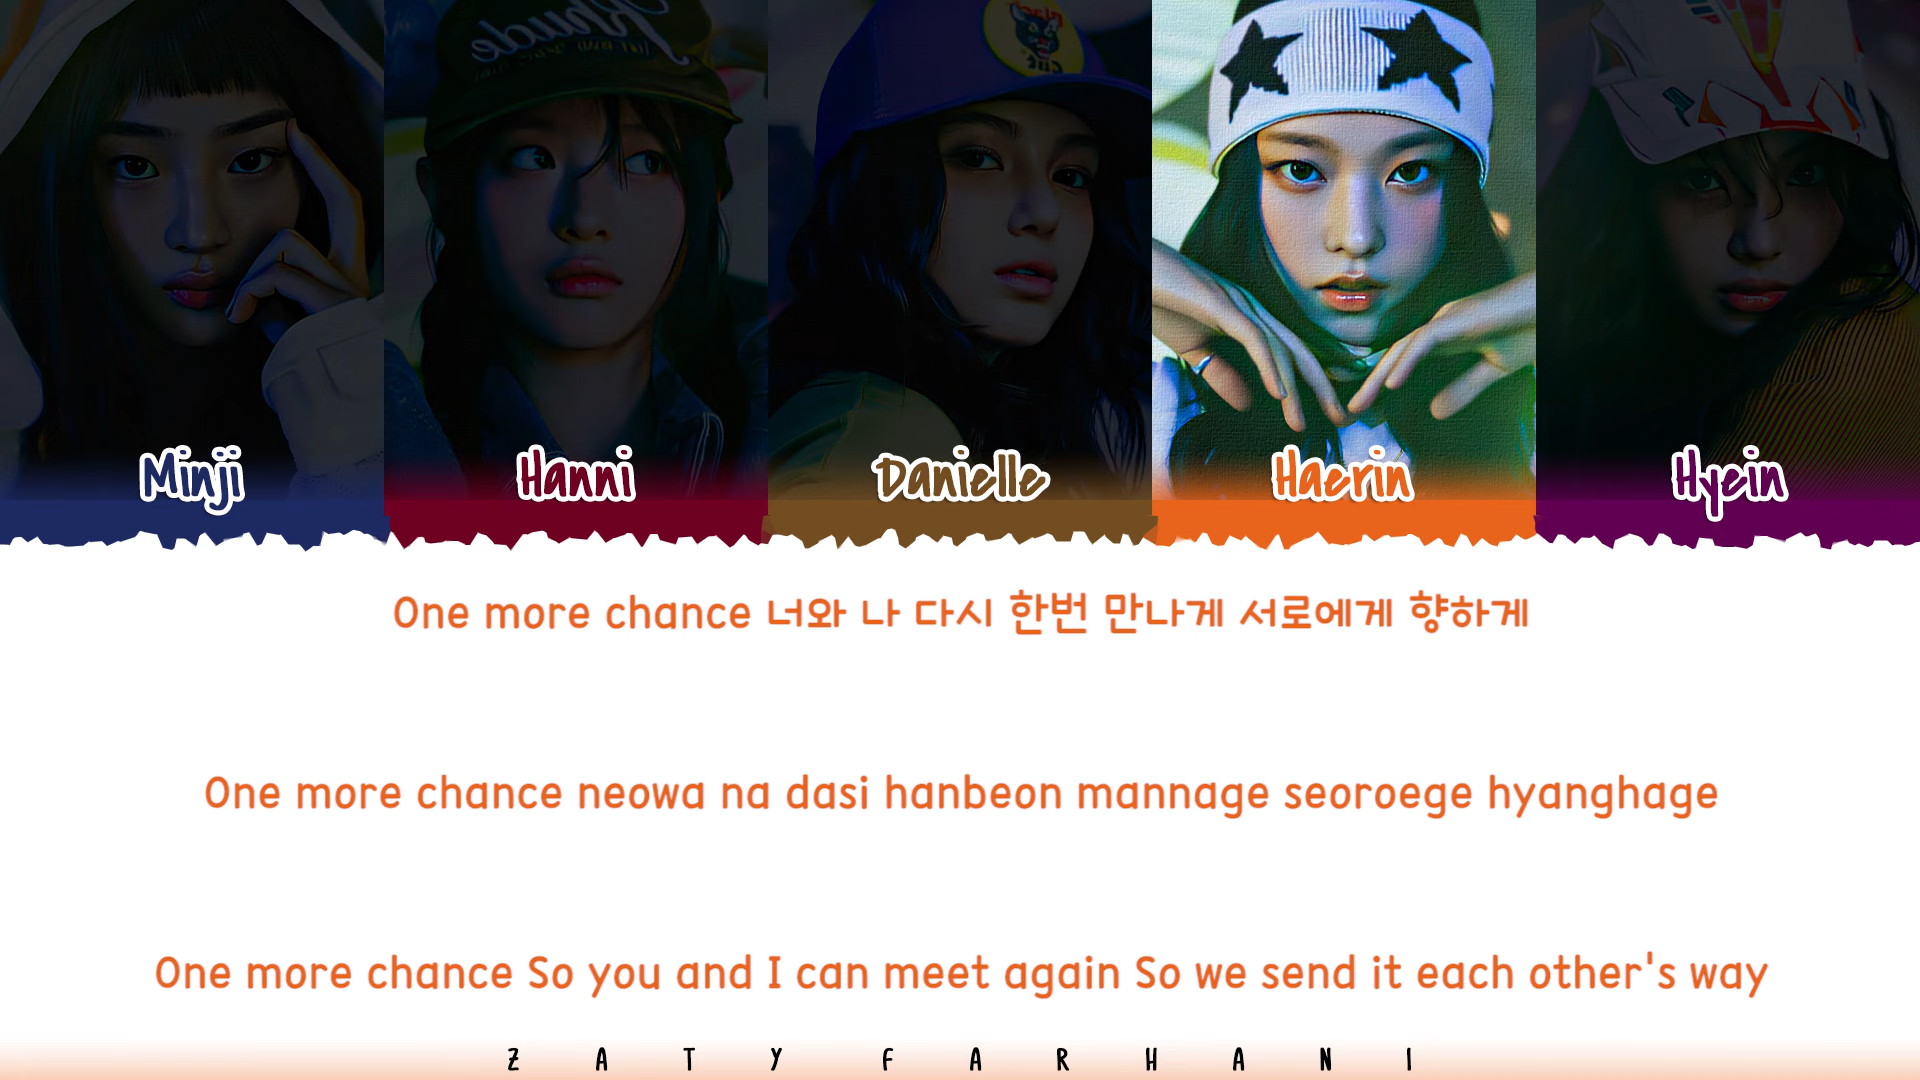 Minji
Hanni
Danielle
Haerin
Hyein
One more chance 너와 나 다시 한번 만나게 서로에게 향하게
One more chance neowa na dasi hanbeon mannage seoroege hyanghage
One more chance So you and I can meet again So we send it each other's way
ZATY FARHANI